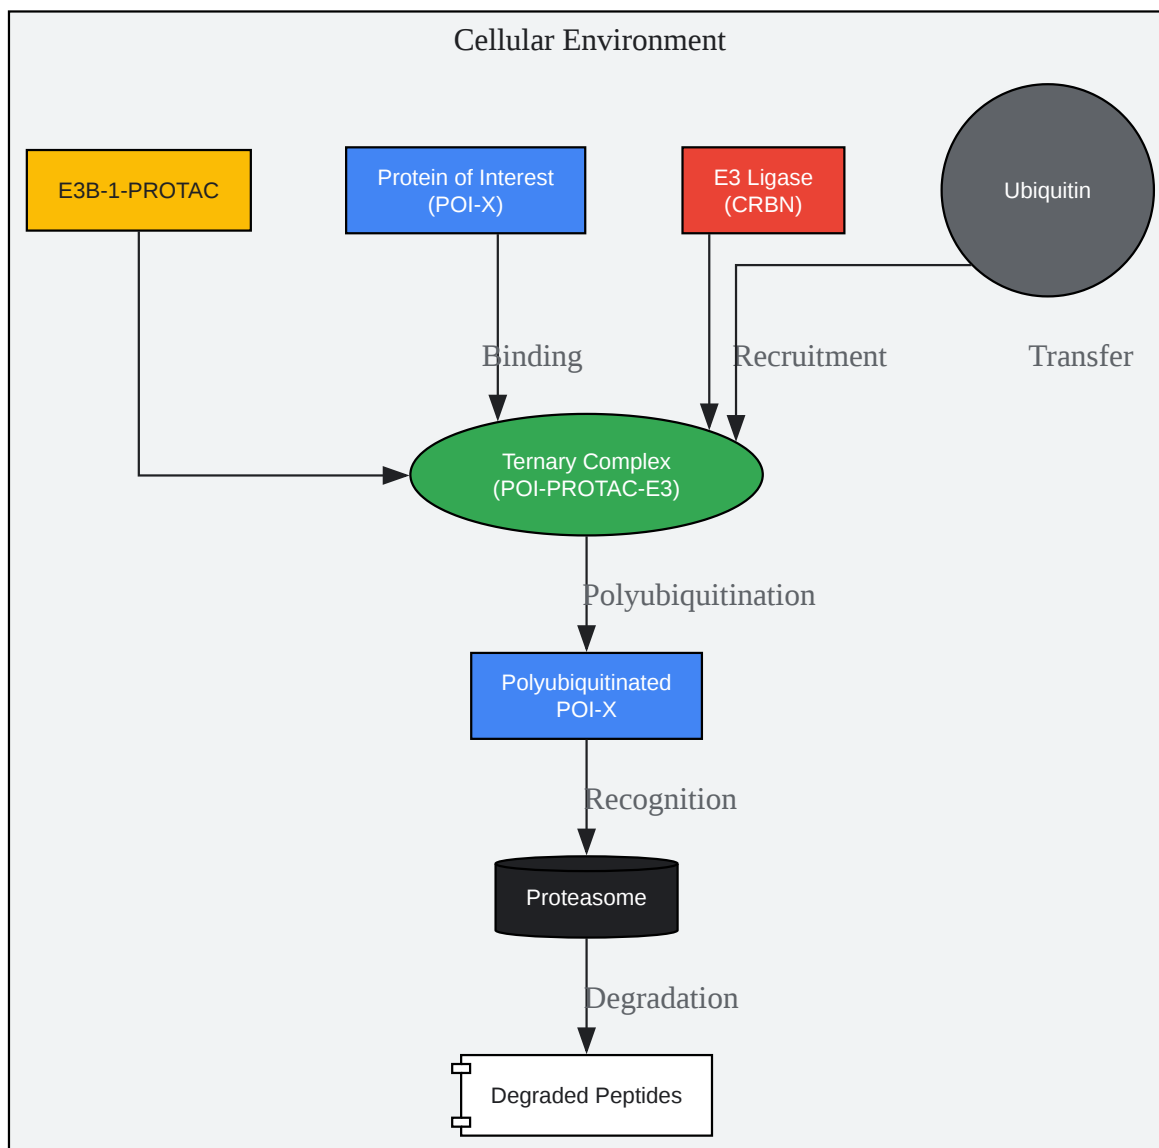 Cellular Environment
E3B-1-PROTAC
Protein of Interest
(POI-X)
E3 Ligase
(CRBN)
Ubiquitin
Binding
Recruitment
Transfer
Ternary Complex
(POI-PROTAC-E3)
Polyubiquitination
Polyubiquitinated
POI-X
Recognition
Proteasome
Degradation
Degraded Peptides